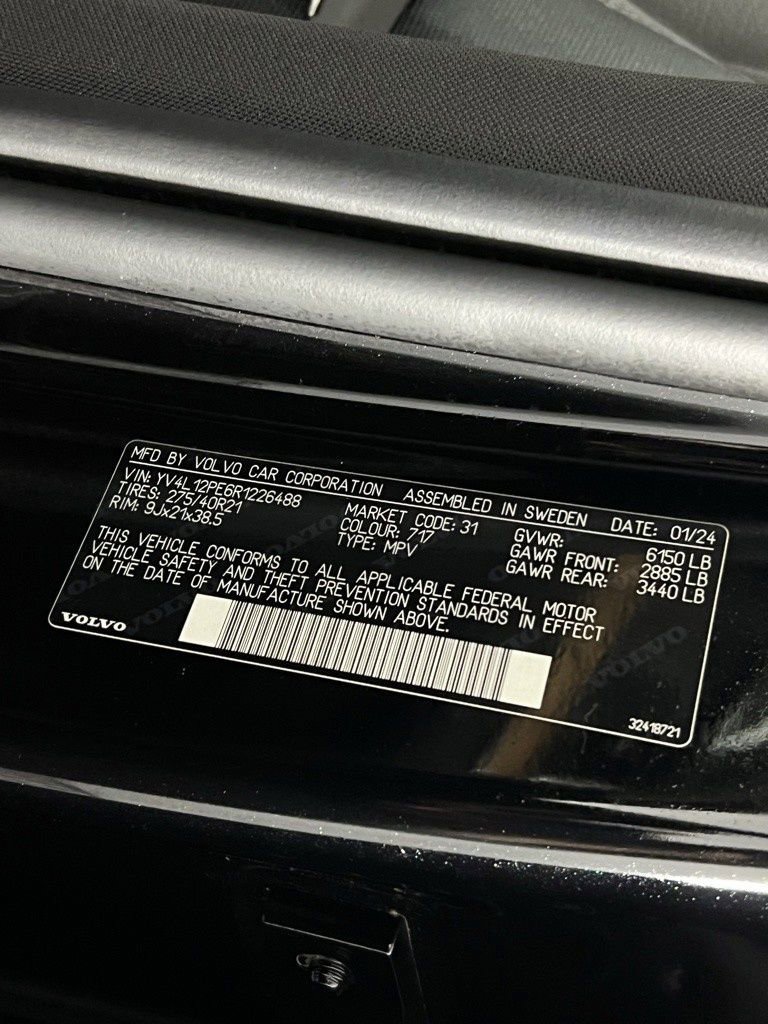 MFD BY VOLVO CAR CORPORATION ASSEMBLED IN SWEDEN DATE: 01/24
VIN: YV4L12PE6R1226488 MARKET CODE: 31 GVWR: 6150 LB
TIRES: 275/40R21 COLOUR: 717 GAWR FRONT: 2885 LB
RIM: 9Jx21x38.5 TYPE: MPV GAWR REAR: 3440 LB
THIS VEHICLE CONFORMS TO ALL APPLICABLE FEDERAL MOTOR
VEHICLE SAFETY AND THEFT PREVENTION STANDARDS IN EFFECT
ON THE DATE OF MANUFACTURE SHOWN ABOVE.
VOLVO
32418721